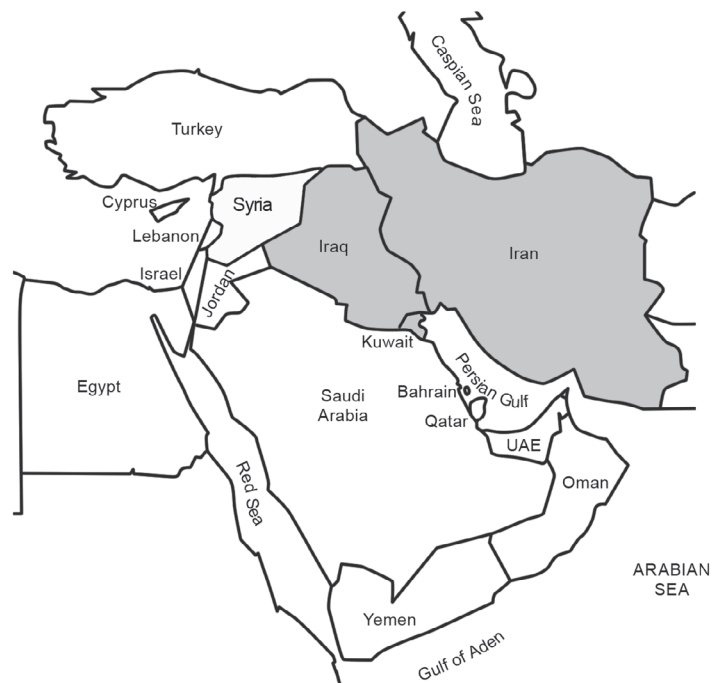 Caspian Sea
Turkey
Cyprus
Syria
Lebanon
Iraq
Iran
Israel
Jordan
Kuwait
Persian Gulf
Egypt
Saudi
Arabia
Bahrain
Qatar
UAE
Red Sea
Oman
ARABIAN
SEA
Yemen
Gulf of Aden